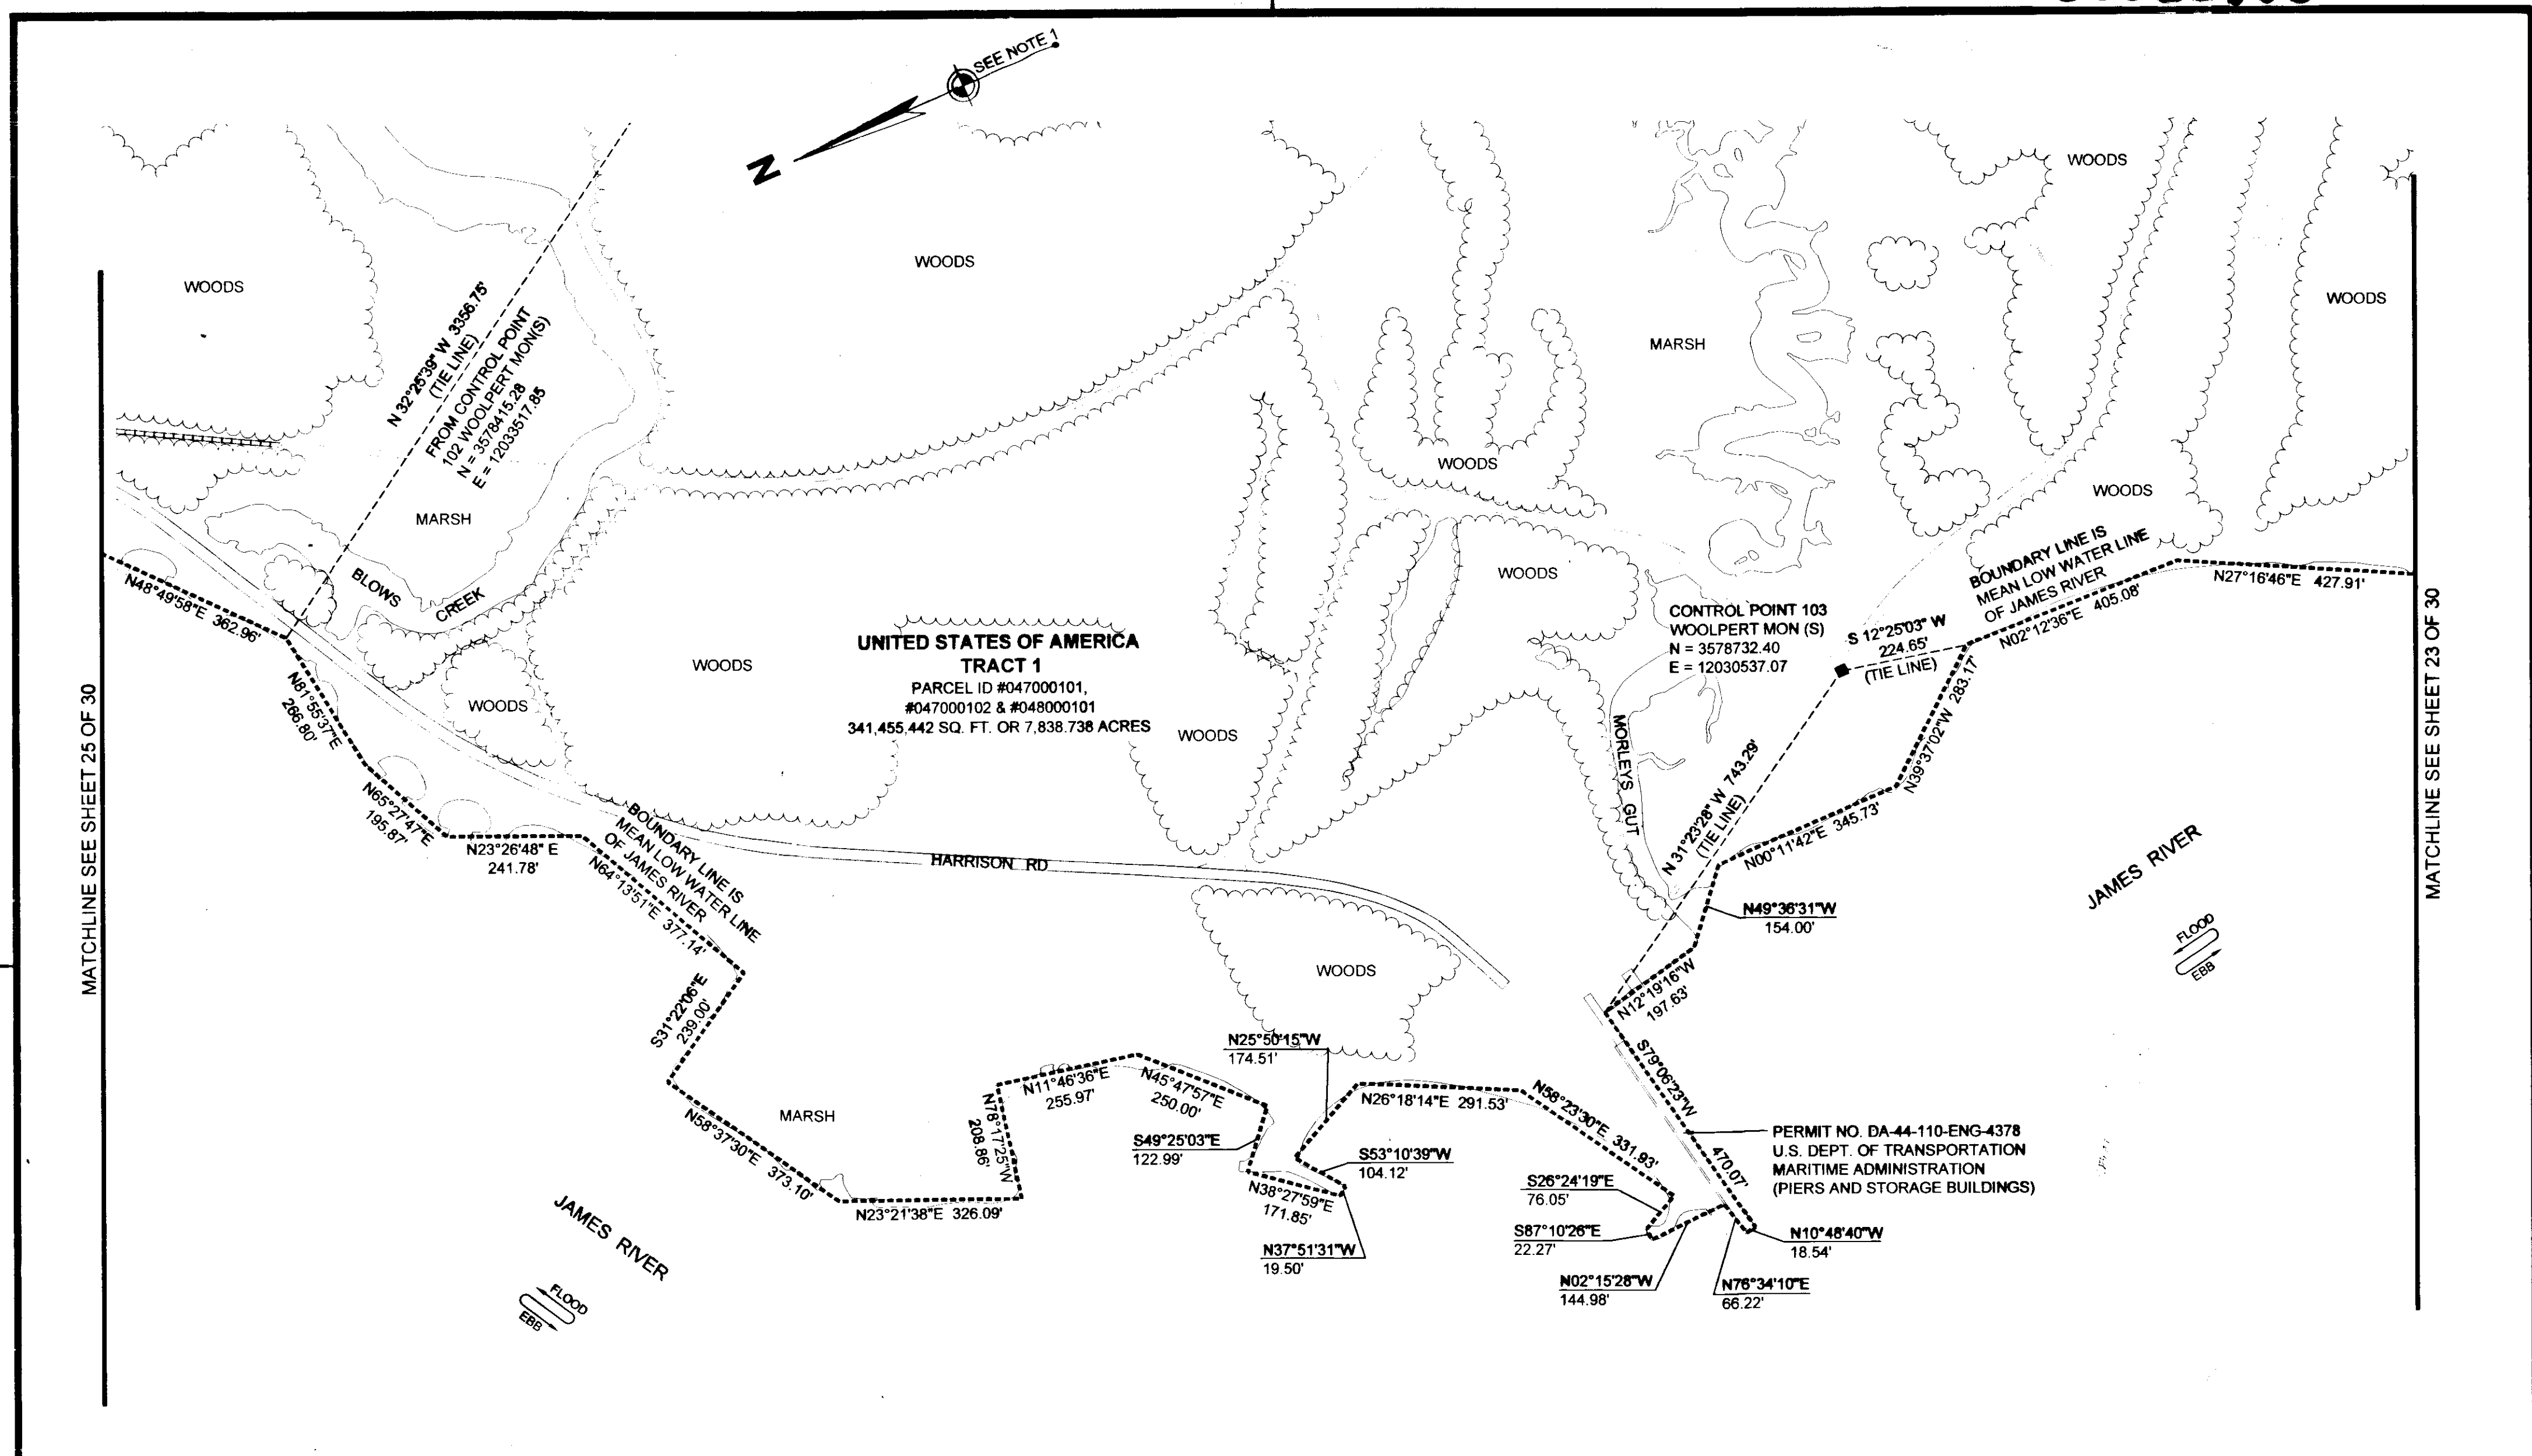 SEE NOTE 1
N
WOODS
WOODS
WOODS
WOODS
MARSH
N 32°25'39" W 3356.75'
(TIE LINE)
FROM CONTROL POINT
102 WOOLPERT MON(S)
N = 3578415.28
E = 12033517.85
MARSH
BLOWS CREEK
WOODS
WOODS
WOODS
BOUNDARY LINE IS
MEAN LOW WATER LINE
OF JAMES RIVER
N27°16'46"E 427.91'
N02°12'36"E 405.08'
S 12°25'03" W
224.65'
(TIE LINE)
CONTROL POINT 103
WOOLPERT MON (S)
N = 3578732.40
E = 12030537.07
N48°49'58"E 362.96'
UNITED STATES OF AMERICA
TRACT 1
PARCEL ID #047000101,
#047000102 & #048000101
341,455,442 SQ. FT. OR 7,838.738 ACRES
WOODS
WOODS
WOODS
N81°55'37"E
266.80'
N65°27'47"E
195.87'
N23°26'48" E
241.78'
BOUNDARY LINE IS
MEAN LOW WATER LINE
OF JAMES RIVER
N64°13'51"E 377.14'
HARRISON RD
MORLEYS GUT
N 31°23'28" W 743.29'
(TIE LINE)
N39°37'02"W 283.17'
N00°11'42"E 345.73'
N49°36'31"W
154.00'
JAMES RIVER
FLOOD
EBB
MATCHLINE SEE SHEET 25 OF 30
MATCHLINE SEE SHEET 23 OF 30
WOODS
N12°19'16"W
197.63'
S31°22'06"E
239.00'
N25°50'15"W
174.51'
N11°46'36"E
255.97'
N45°47'57"E
250.00'
N26°18'14"E 291.53'
N58°23'30"E 331.93'
S79°06'23"W 470.07'
MARSH
N58°37'30"E 373.10'
N78°17'25"W
208.86'
S49°25'03"E
122.99'
S53°10'39"W
104.12'
PERMIT NO. DA-44-110-ENG-4378
U.S. DEPT. OF TRANSPORTATION
MARITIME ADMINISTRATION
(PIERS AND STORAGE BUILDINGS)
N23°21'38"E 326.09'
N38°27'59"E
171.85'
S26°24'19"E
76.05'
S87°10'26"E
22.27'
N10°48'40"W
18.54'
N37°51'31"W
19.50'
N02°15'28"W
144.98'
N76°34'10"E
66.22'
JAMES RIVER
FLOOD
EBB